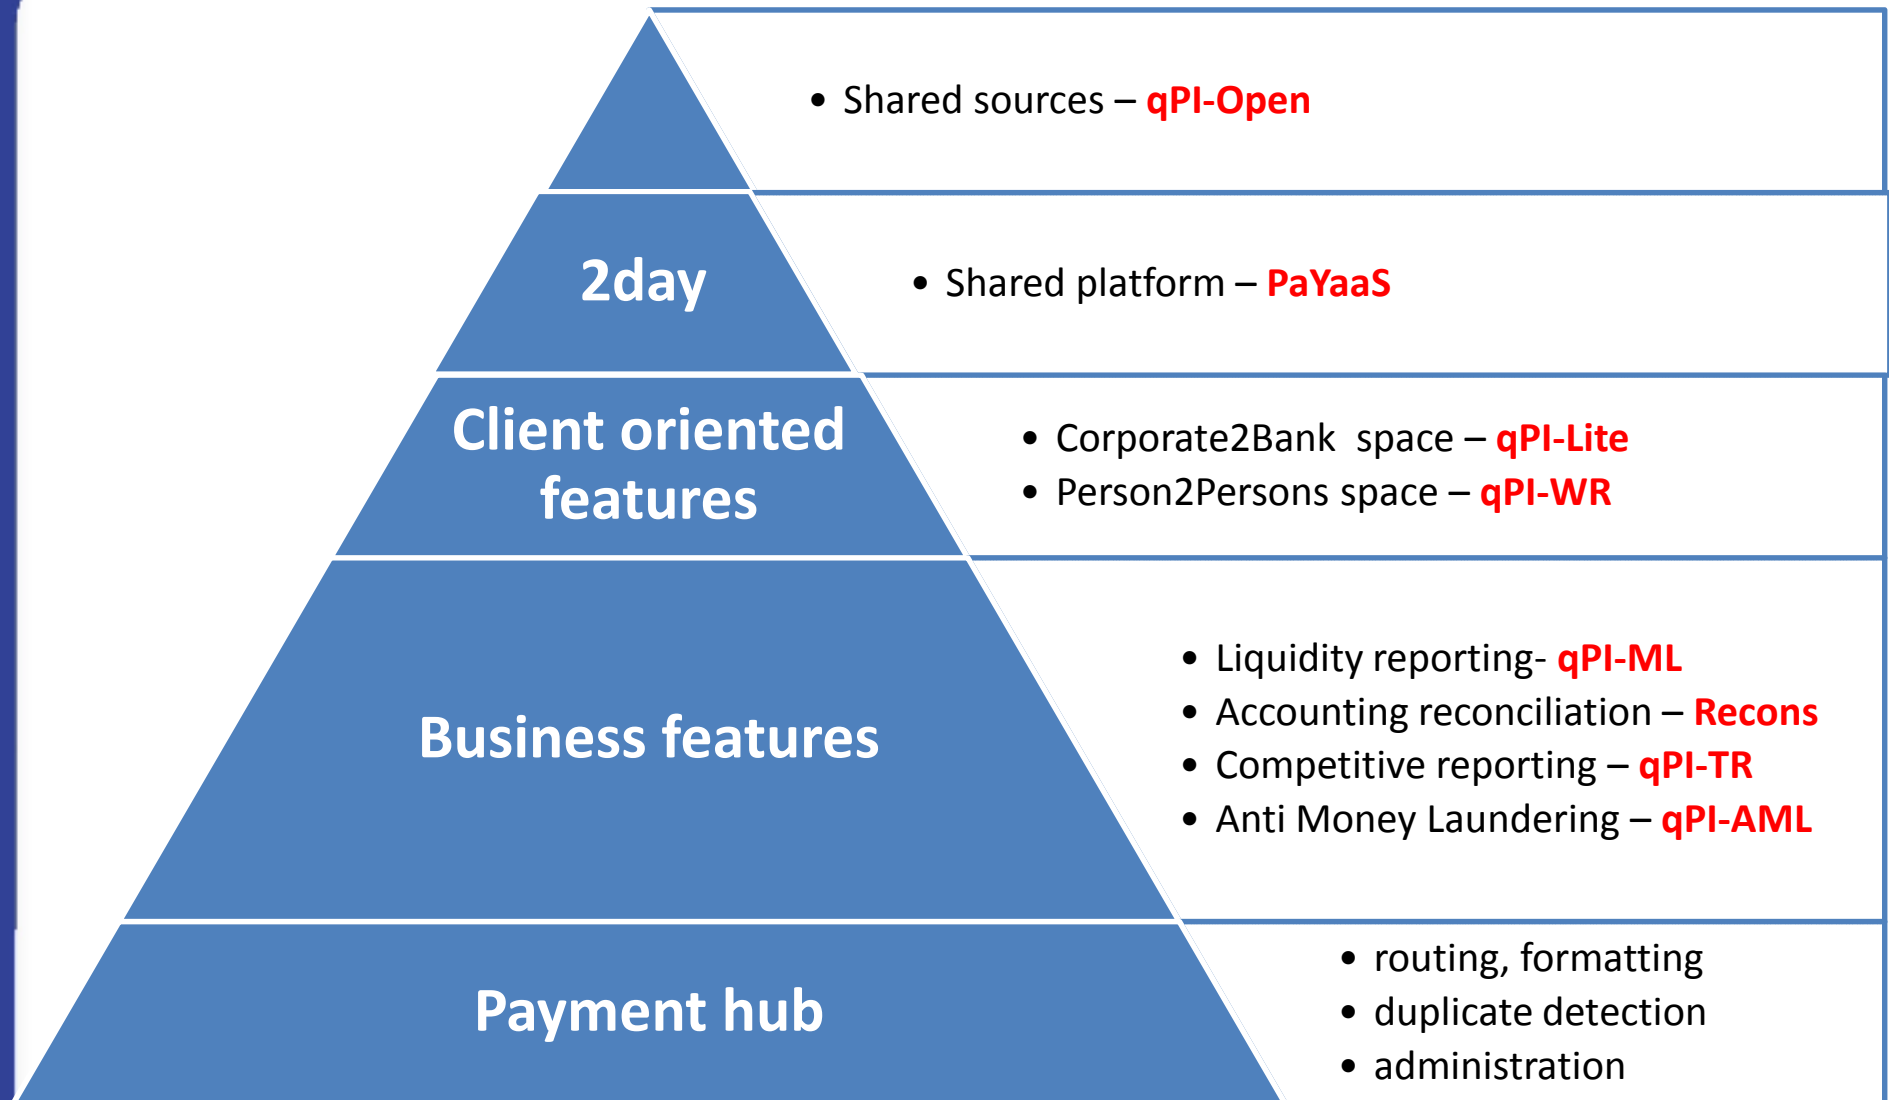 • Shared sources – qPI-Open
2day
• Shared platform – PaYaaS
Client oriented
features
• Corporate2Bank  space – qPI-Lite
• Person2Persons space – qPI-WR
Business features
• Liquidity reporting- qPI-ML
• Accounting reconciliation – Recons
• Competitive reporting – qPI-TR
• Anti Money Laundering – qPI-AML
Payment hub
• routing, formatting
• duplicate detection
• administration